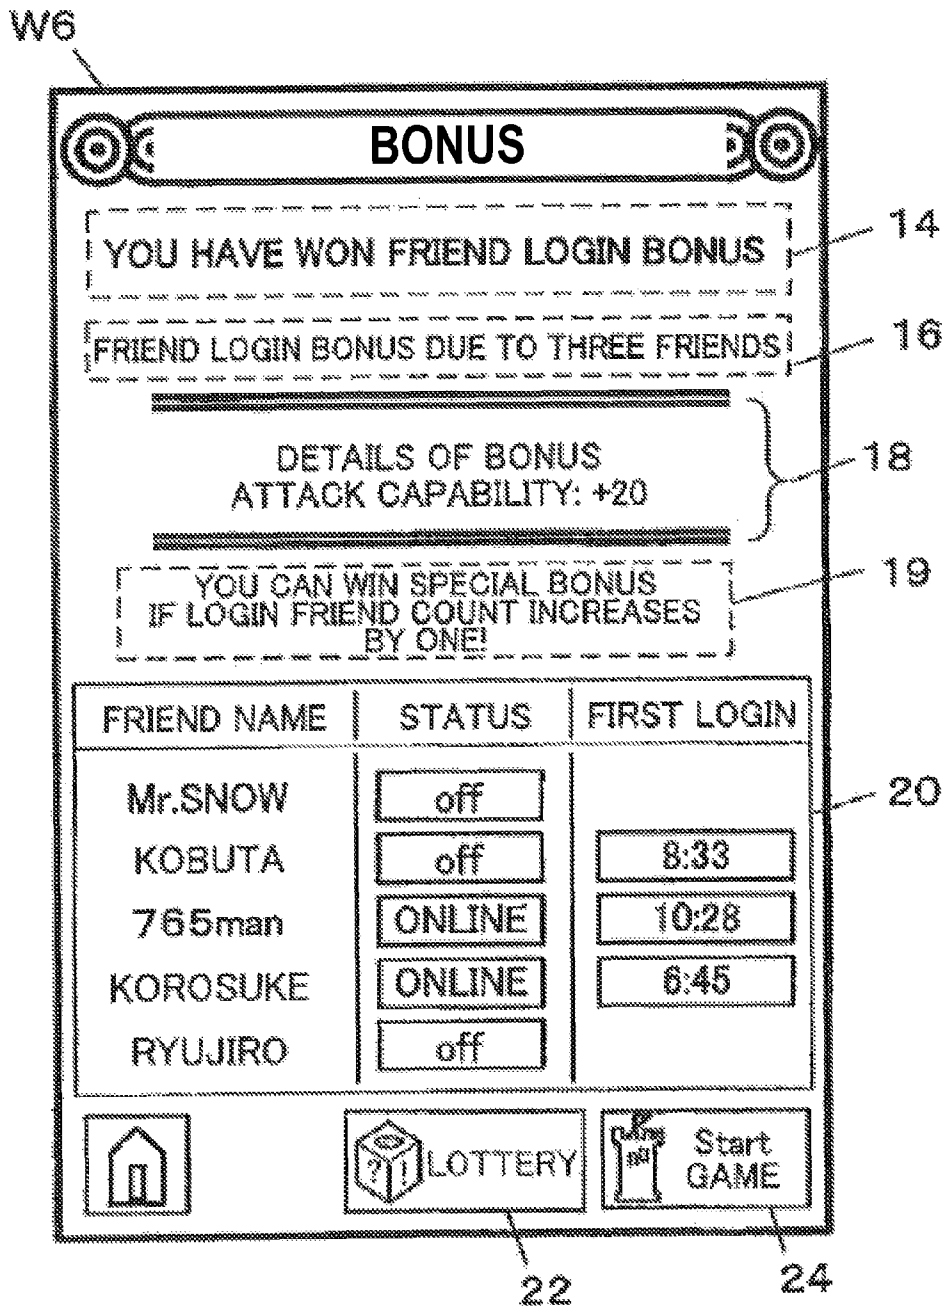 W6
BONUS
YOU HAVE WON FRIEND LOGIN BONUS
14
FRIEND LOGIN BONUS DUE TO THREE FRIENDS
16
DETAILS OF BONUS
ATTACK CAPABILITY: +20
18
YOU CAN WIN SPECIAL BONUS
IF LOGIN FRIEND COUNT INCREASES
BY ONE!
19
FRIEND NAME STATUS FIRST LOGIN
Mr.SNOW off
KOBUTA off 8:33
765man ONLINE 10:28
KOROSUKE ONLINE 6:45
RYUJIRO off
20
? !
LOTTERY
Start
GAME
22
24